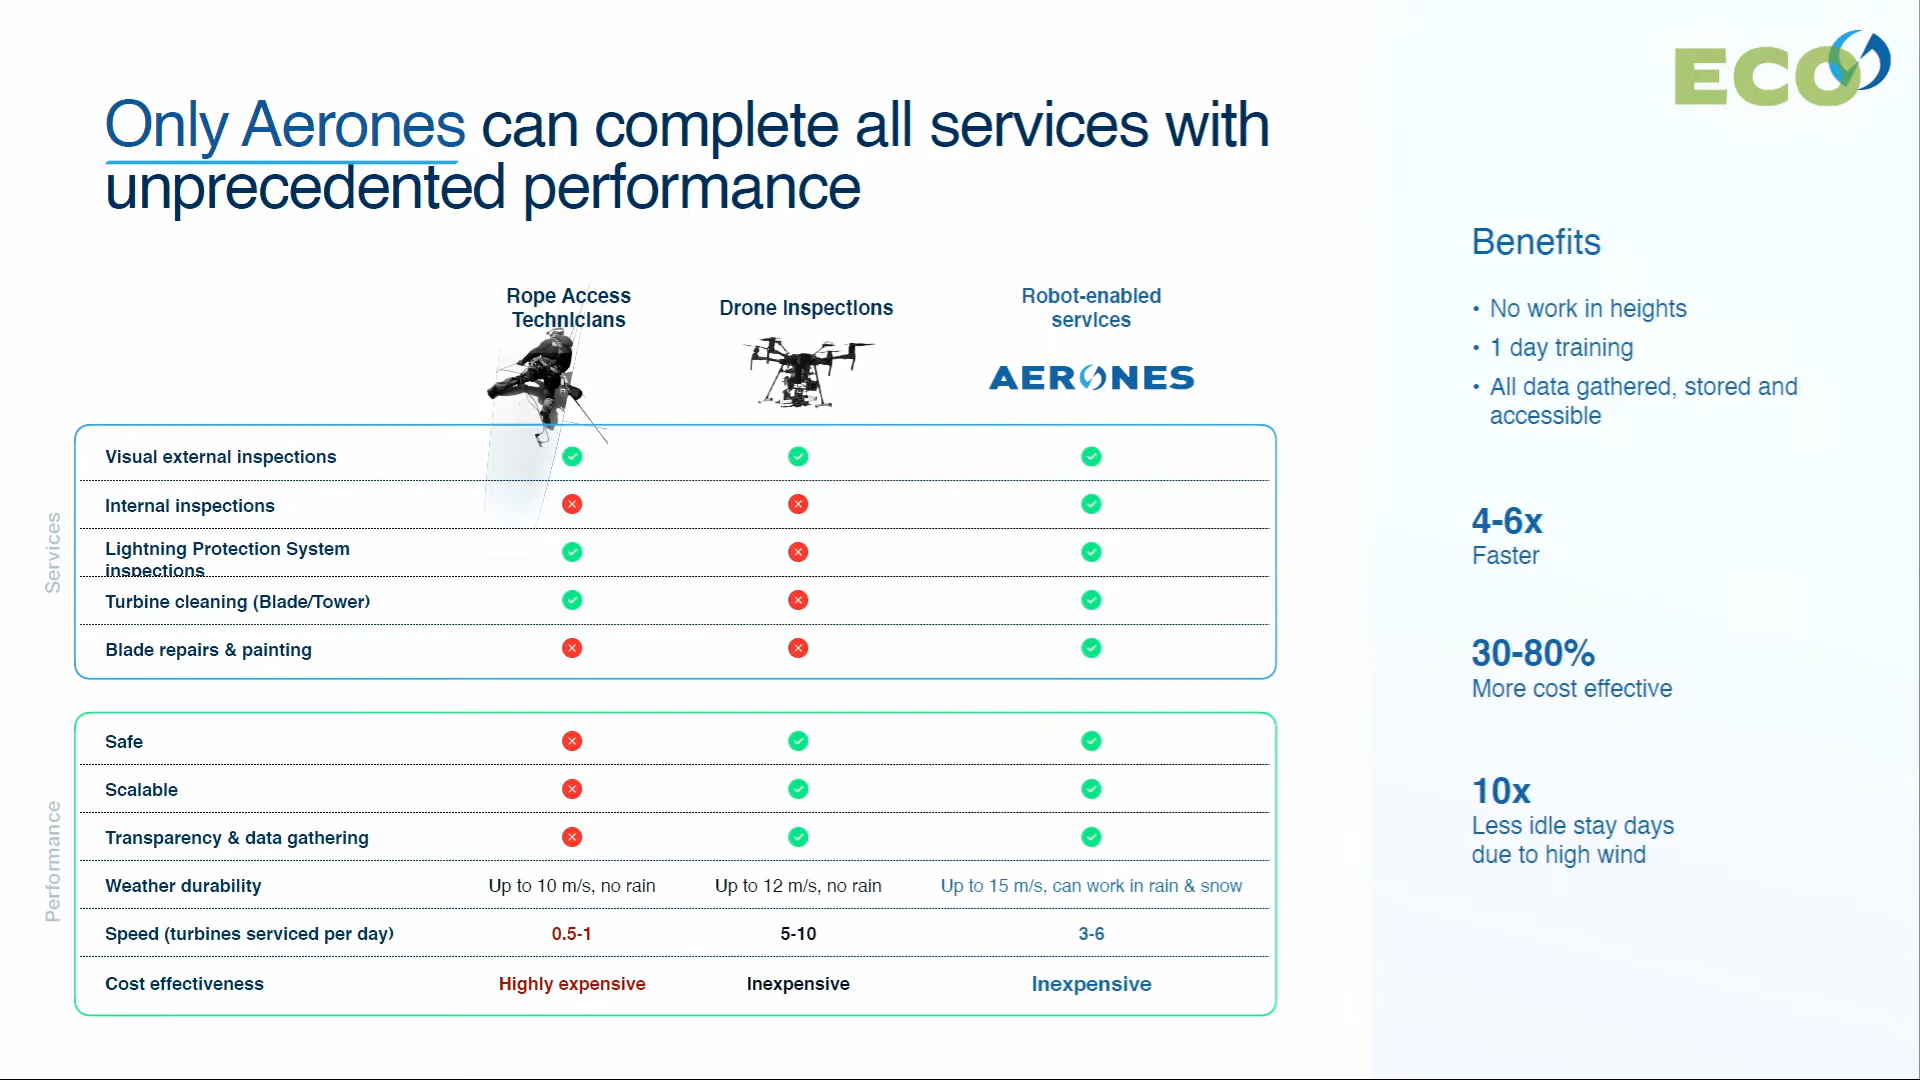 ECO
Only Aerones can complete all services with
unprecedented performance
Rope Access
Technicians
Drone Inspections
Robot-enabled
services
AERONES
Services
Visual external inspections
Internal inspections
Lightning Protection System
inspections
Turbine cleaning (Blade/Tower)
Blade repairs & painting
Performance
Safe
Scalable
Transparency & data gathering
Weather durability Up to 10 m/s, no rain Up to 12 m/s, no rain Up to 15 m/s, can work in rain & snow
Speed (turbines serviced per day) 0.5-1 5-10 3-6
Cost effectiveness Highly expensive Inexpensive Inexpensive
Benefits
• No work in heights
• 1 day training
• All data gathered, stored and
accessible
4-6x
Faster
30-80%
More cost effective
10x
Less idle stay days
due to high wind